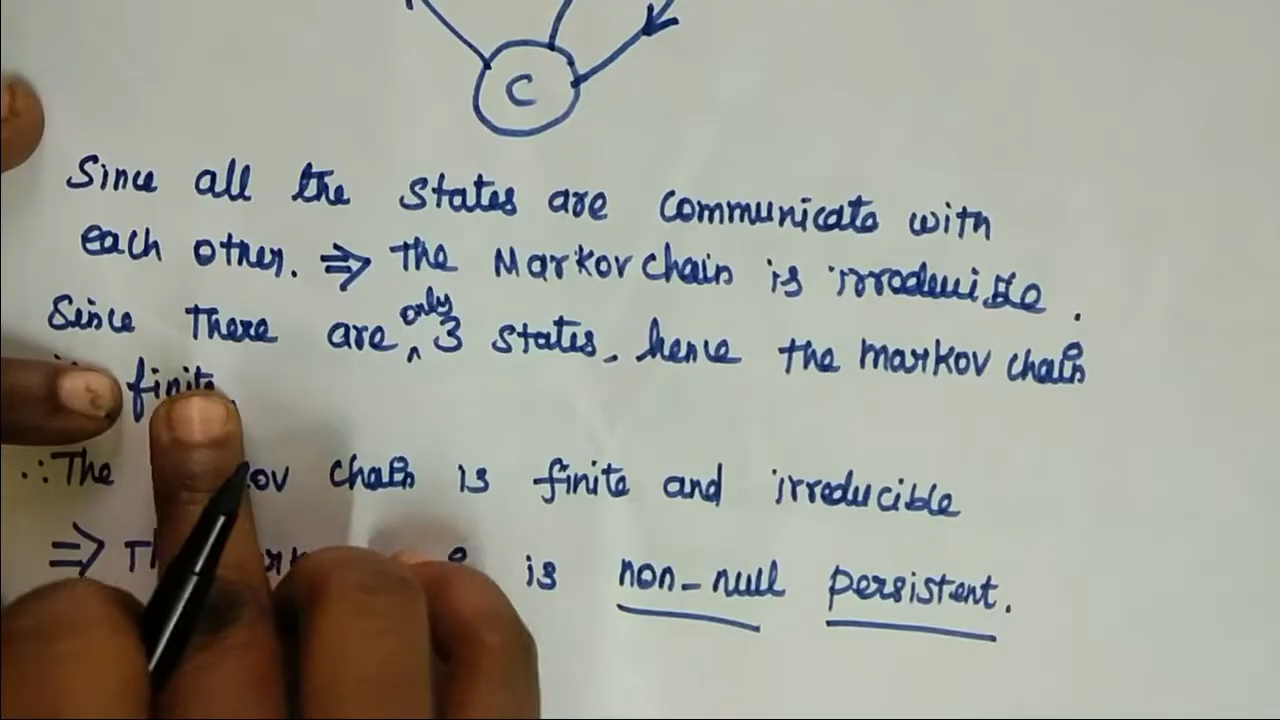 C
Since all the states are communicate with
each other. ⇒ the Markov chain is irreducible.
Since There are only 3 states, hence the Markov chain
finite.
∴ The chain is finite and irreducible
⇒ is non-null persistent.